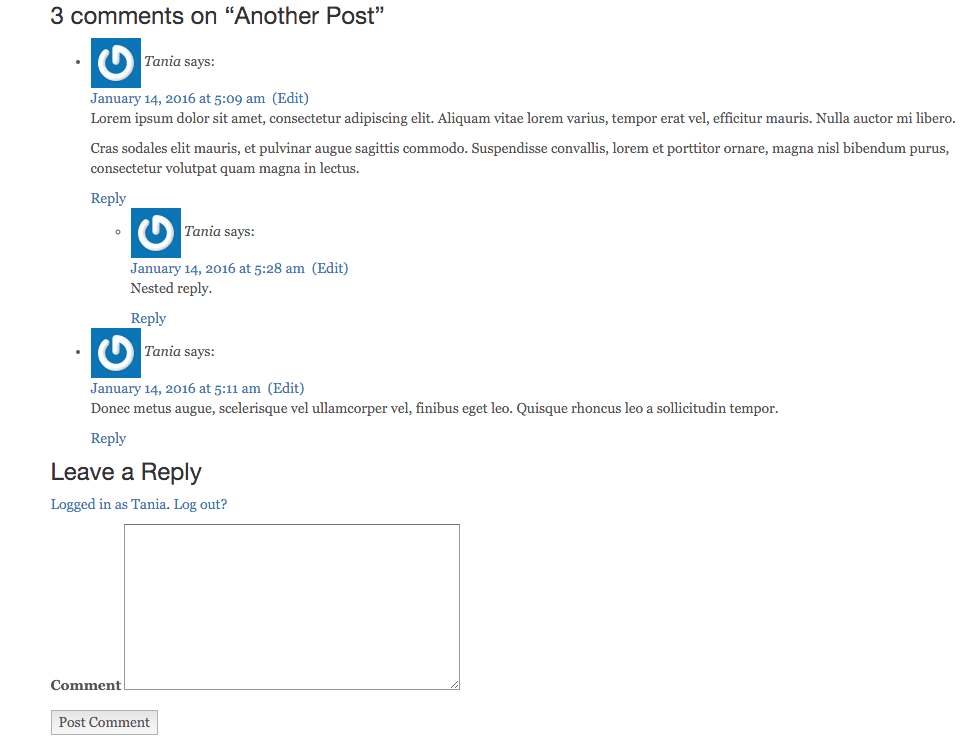 3 comments on “Another Post”
Tania says:
January 14, 2016 at 5:09 am (Edit)
Lorem ipsum dolor sit amet, consectetur adipiscing elit. Aliquam vitae lorem varius, tempor erat vel, efficitur mauris. Nulla auctor mi libero.
Cras sodales elit mauris, et pulvinar augue sagittis commodo. Suspendisse convallis, lorem et porttitor ornare, magna nisl bibendum purus,
consectetur volutpat quam magna in lectus.
Reply
Tania says:
January 14, 2016 at 5:28 am (Edit)
Nested reply.
Reply
Tania says:
January 14, 2016 at 5:11 am (Edit)
Donec metus augue, scelerisque vel ullamcorper vel, finibus eget leo. Quisque rhoncus leo a sollicitudin tempor.
Reply
Leave a Reply
Logged in as Tania. Log out?
Comment
Post Comment